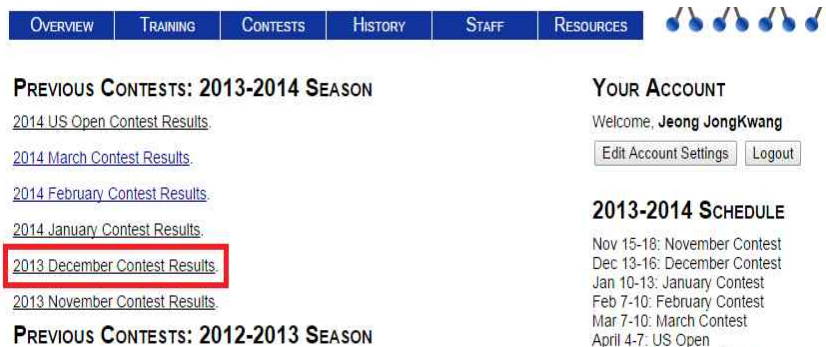 OVERVIEW TRAINING CONTESTS HISTORY STAFF RESOURCES
PREVIOUS CONTESTS: 2013-2014 SEASON
2014 US Open Contest Results.
2014 March Contest Results.
2014 February Contest Results.
2014 January Contest Results.
2013 December Contest Results.
2013 November Contest Results.
PREVIOUS CONTESTS: 2012-2013 SEASON
YOUR ACCOUNT
Welcome, Jeong JongKwang
Edit Account Settings Logout
2013-2014 SCHEDULE
Nov 15-18: November Contest
Dec 13-16: December Contest
Jan 10-13: January Contest
Feb 7-10: February Contest
Mar 7-10: March Contest
April 4-7: US Open